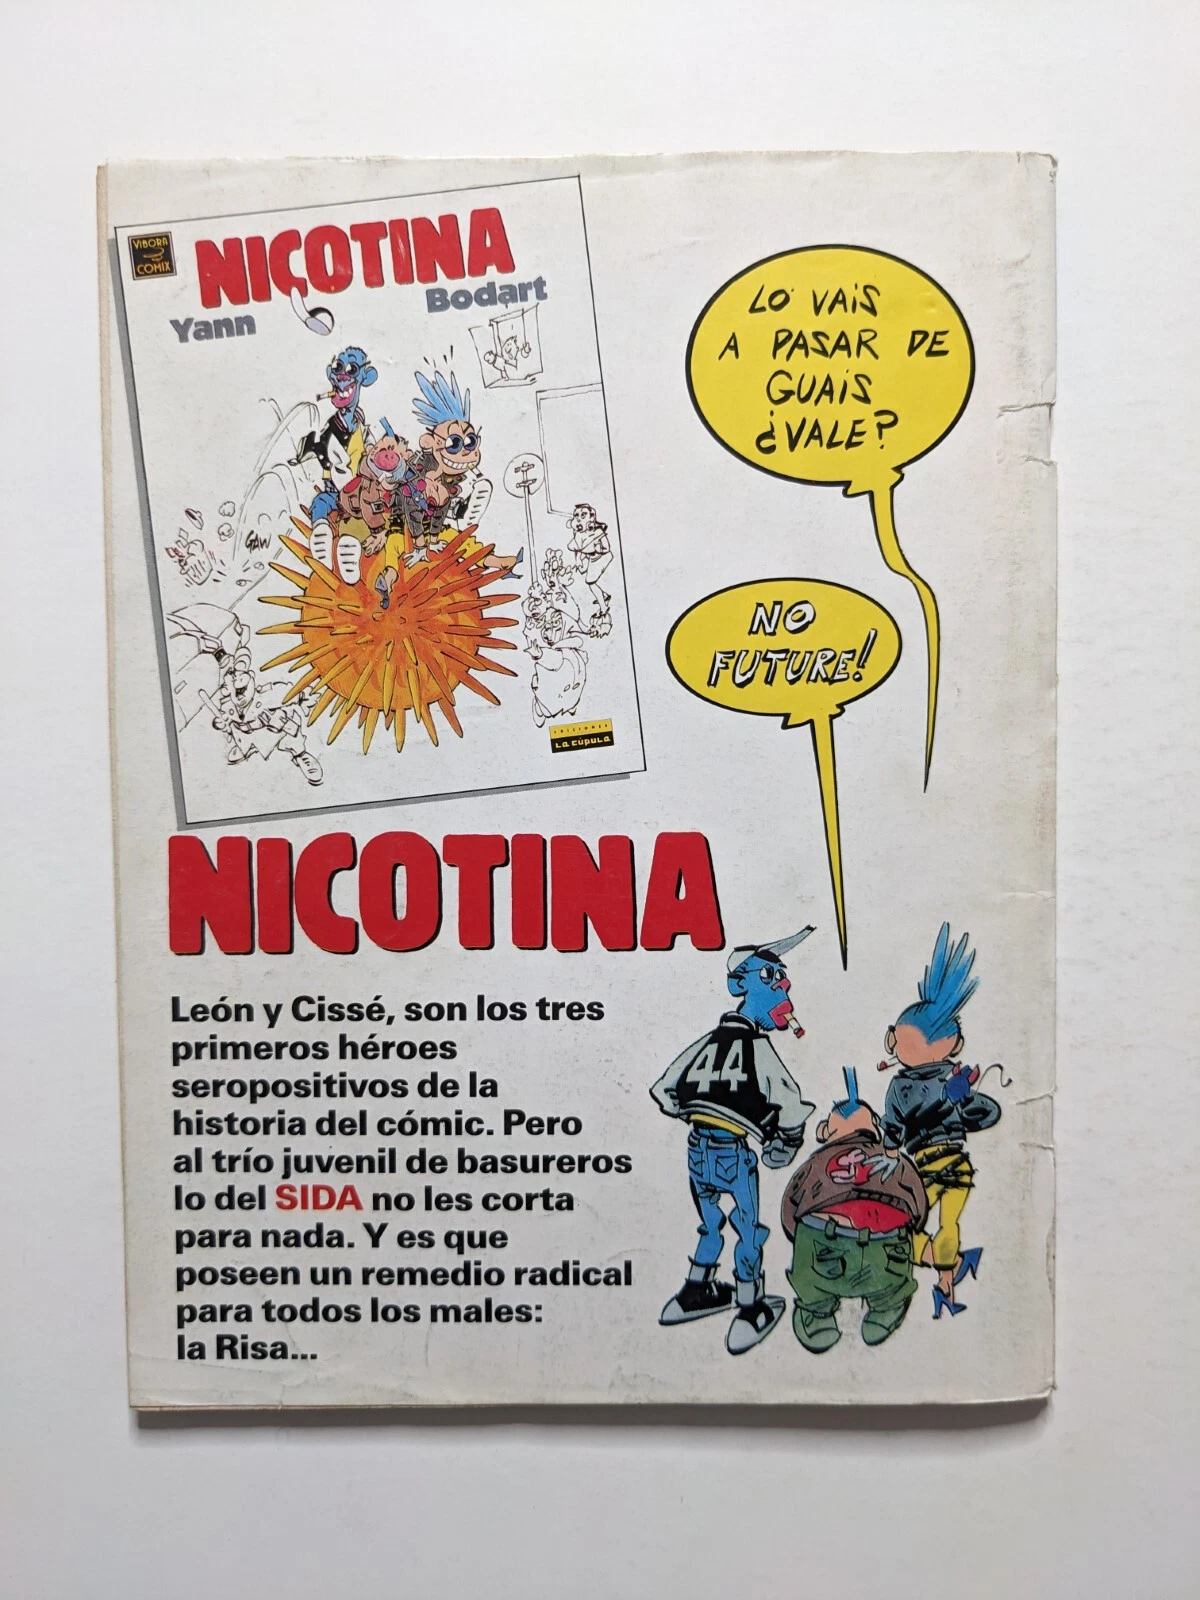 VIBORA
COMIX
NICOTINA
Yann
Bodart
GAW
EDICIONES
LA CÚPULA
LO VAIS
A PASAR DE
GUAIS
¿VALE?
NO
FUTURE!
NICOTINA
León y Cissé, son los tres
primeros héroes
seropositivos de la
historia del cómic. Pero
al trío juvenil de basureros
lo del SIDA no les corta
para nada. Y es que
poseen un remedio radical
para todos los males:
la Risa...
44